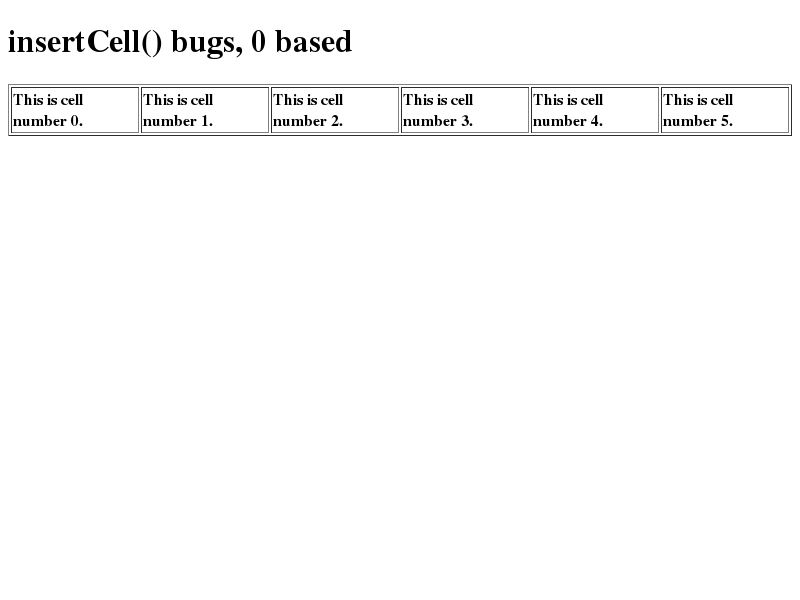 insertCell() bugs, 0 based
This is cell
number 0.
This is cell
number 1.
This is cell
number 2.
This is cell
number 3.
This is cell
number 4.
This is cell
number 5.